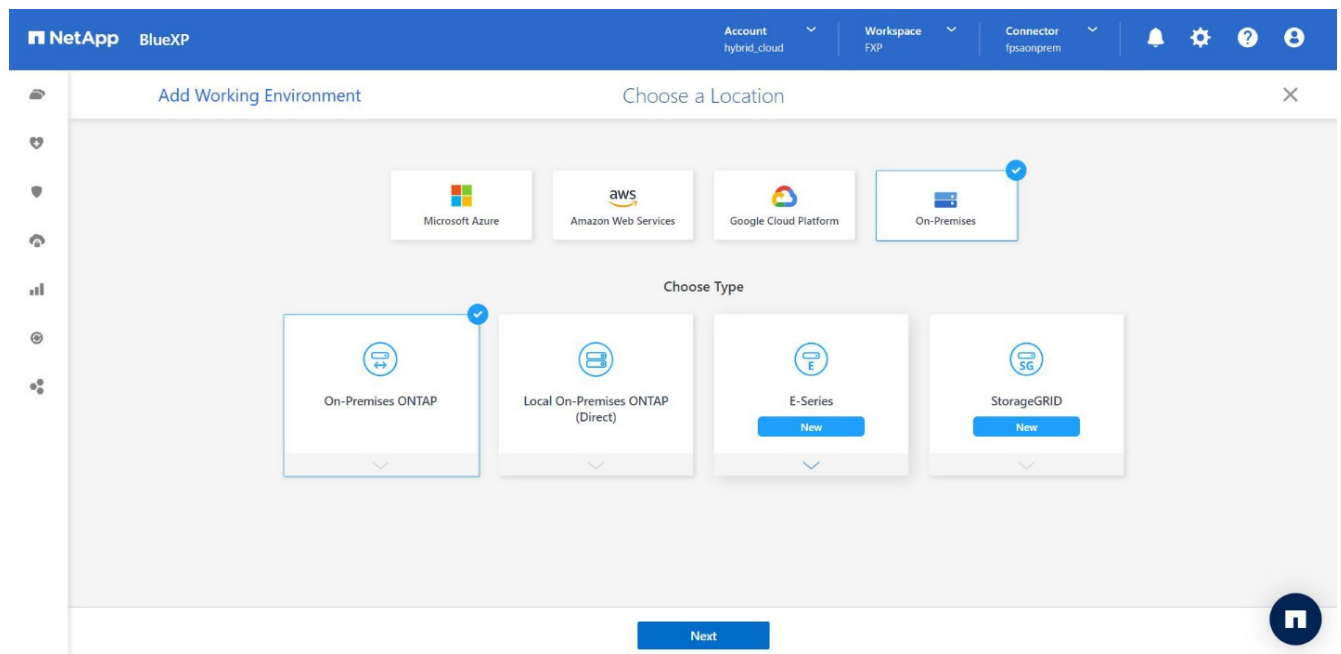 NetApp BlueXP
Account
hybrid_cloud
Workspace
FXP
Connector
fpsaonprem
Add Working Environment
Choose a Location
Microsoft Azure
aws
Amazon Web Services
Google Cloud Platform
On-Premises
Choose Type
On-Premises ONTAP
Local On-Premises ONTAP
(Direct)
E
E-Series
New
SG
StorageGRID
New
Next